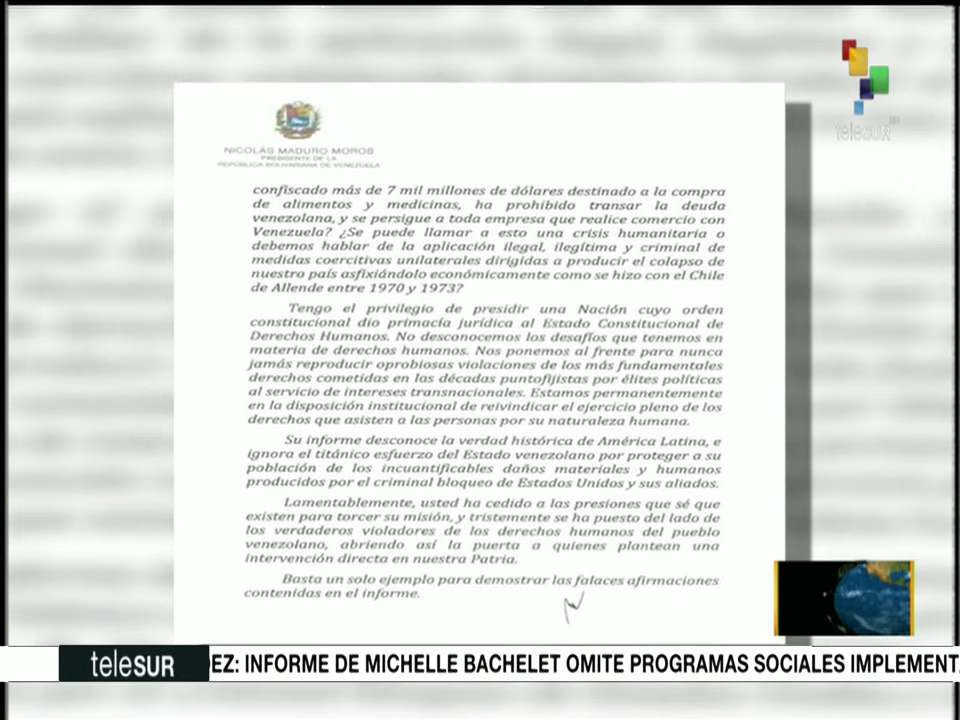 teleSUR
NICOLÁS MADURO MOROS
PRESIDENTE DE LA
REPÚBLICA BOLIVARIANA DE VENEZUELA
confiscado más de 7 mil millones de dólares destinado a la compra
de alimentos y medicinas, ha prohibido transar la deuda
venezolana, y se persigue a toda empresa que realice comercio con
Venezuela? ¿Se puede llamar a esto una crisis humanitaria o
debemos hablar de la aplicación ilegal, ilegítima y criminal de
medidas coercitivas unilaterales dirigidas a producir el colapso de
nuestro país asfixiándolo económicamente como se hizo con el Chile
de Allende entre 1970 y 1973?
Tengo el privilegio de presidir una Nación cuyo orden
constitucional dio primacía jurídica al Estado Constitucional de
Derechos Humanos. No desconocemos los desafíos que tenemos en
materia de derechos humanos. Nos ponemos al frente para nunca
jamás reproducir oprobiosas violaciones de los más fundamentales
derechos cometidas en las décadas puntofijistas por élites políticas
al servicio de intereses transnacionales. Estamos permanentemente
en la disposición institucional de reivindicar el ejercicio pleno de los
derechos que asisten a las personas por su naturaleza humana.
Su informe desconoce la verdad histórica de América Latina, e
ignora el titánico esfuerzo del Estado venezolano por proteger a su
población de los incuantificables daños materiales y humanos
producidos por el criminal bloqueo de Estados Unidos y sus aliados.
Lamentablemente, usted ha cedido a las presiones que sé que
existen para torcer su misión, y tristemente se ha puesto del lado de
los verdaderos violadores de los derechos humanos del pueblo
venezolano, abriendo así la puerta a quienes plantean una
intervención directa en nuestra Patria.
Basta un solo ejemplo para demostrar las falaces afirmaciones
contenidas en el informe.
teleSUR DEZ: INFORME DE MICHELLE BACHELET OMITE PROGRAMAS SOCIALES IMPLEMENTA